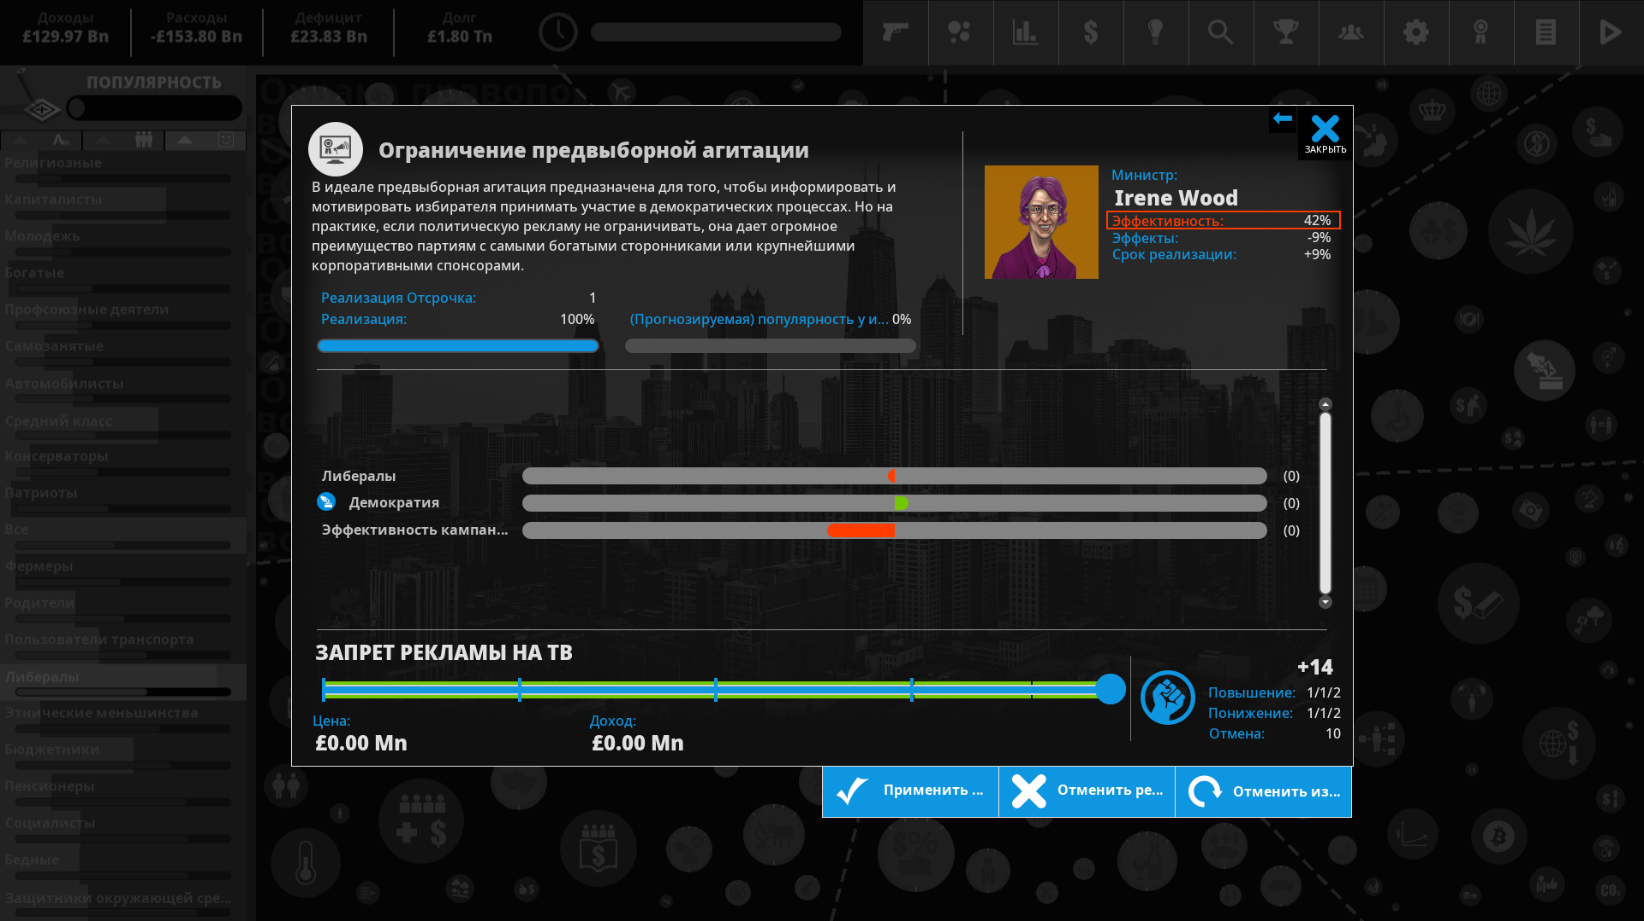 Доходы
£129.97 Bn
Расходы
-£153.80 Bn
Дефицит
£23.83 Bn
Долг
£1.80 Tn
ПОПУЛЯРНОСТЬ
Религиозные
Капиталисты
Молодежь
Богатые
Профсоюзные деятели
Самозанятые
Автомобилисты
Средний класс
Консерваторы
Патриоты
Все
Фермеры
Родители
Пользователи транспорта
Либералы
Этнические меньшинства
Бюджетники
Пенсионеры
Социалисты
Бедные
Защитники окружающей сре...
ЗАКРЫТЬ
Ограничение предвыборной агитации
В идеале предвыборная агитация предназначена для того, чтобы информировать и
мотивировать избирателя принимать участие в демократических процессах. Но на
практике, если политическую рекламу не ограничивать, она дает огромное
преимущество партиям с самыми богатыми сторонниками или крупнейшими
корпоративными спонсорами.
Министр:
Irene Wood
Эффективность: 42%
Эффекты: -9%
Срок реализации: +9%
Реализация Отсрочка: 1
Реализация: 100%
(Прогнозируемая) популярность у и... 0%
Либералы (0)
Демократия (0)
Эффективность кампан... (0)
ЗАПРЕТ РЕКЛАМЫ НА ТВ
Цена:
£0.00 Mn
Доход:
£0.00 Mn
+14
Повышение: 1/1/2
Понижение: 1/1/2
Отмена: 10
Применить ...
Отменить ре...
Отменить из...